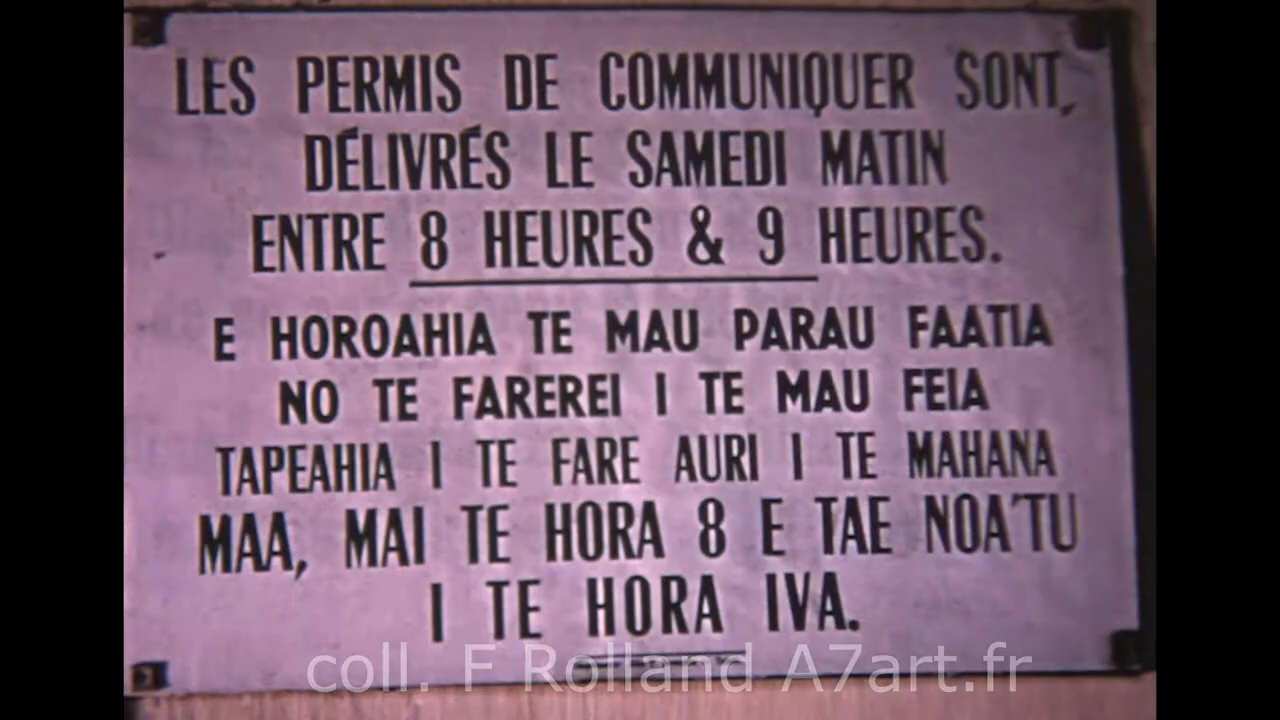 LES PERMIS DE COMMUNIQUER SONT,
DÉLIVRÉS LE SAMEDI MATIN
ENTRE 8 HEURES & 9 HEURES.
E HOROAHIA TE MAU PARAU FAATIA
NO TE FAREREI I TE MAU FEIA
TAPEAHIA I TE FARE AURI I TE MAHANA
MAA, MAI TE HORA 8 E TAE NOA'TU
I TE HORA IVA.
coll. F Rolland A7art.fr